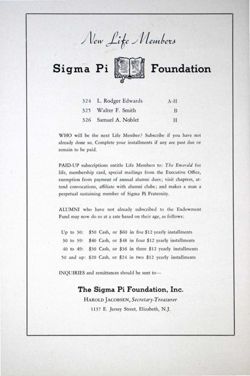 New Life Members
Sigma Pi Foundation
324 L. Rodger Edwards A-H
325 Walter F. Smith B
326 Samuel A. Noblet H
WHO will be the next Life Member? Subscribe if you have not
already done so. Complete your installments if any are past due or
remain to be paid.
PAID-UP subscriptions entitle Life Members to: The Emerald for
life, membership card, special mailings from the Executive Office,
exemption from payment of annual alumni dues; visit chapters, at-
tend convocations, affiliate with alumni clubs; and makes a man a
perpetual sustaining member of Sigma Pi Fraternity.
ALUMNI who have not already subscribed to the Endowment
Fund may now do so at a rate based on their age, as follows:
Up to 30: $50 Cash, or $60 in five $12 yearly installments
30 to 39: $40 Cash, or $48 in four $12 yearly installments
40 to 49: $30 Cash, or $36 in three $12 yearly installments
50 and up: $20 Cash, or $24 in two $12 yearly installments
INQUIRIES and remittances should be sent to—
The Sigma Pi Foundation, Inc.
HAROLD JACOBSEN, Secretary-Treasurer
1137 E. Jersey Street, Elizabeth, N.J.